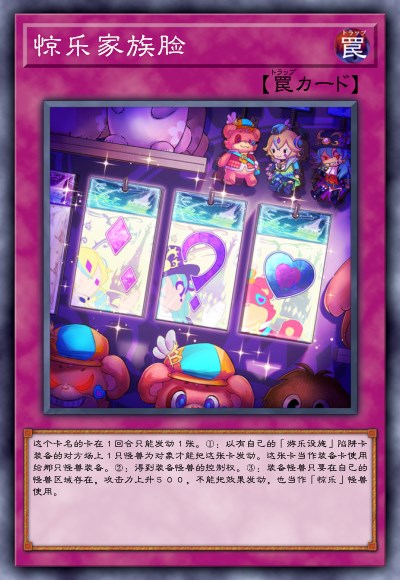 惊乐家族脸
トラップ
罠
トラップ
【罠カード】
这个卡名的卡在1回合只能发动1张。①：以有自己的「游乐设施」陷阱卡
装备的对方场上1只怪兽为对象才能把这张卡发动。这张卡当作装备卡使用
给那只怪兽装备。②：得到装备怪兽的控制权。③：装备怪兽只要在自己的
怪兽区域存在，攻击力上升500，不能把效果发动，也当作「惊乐」怪兽
使用。